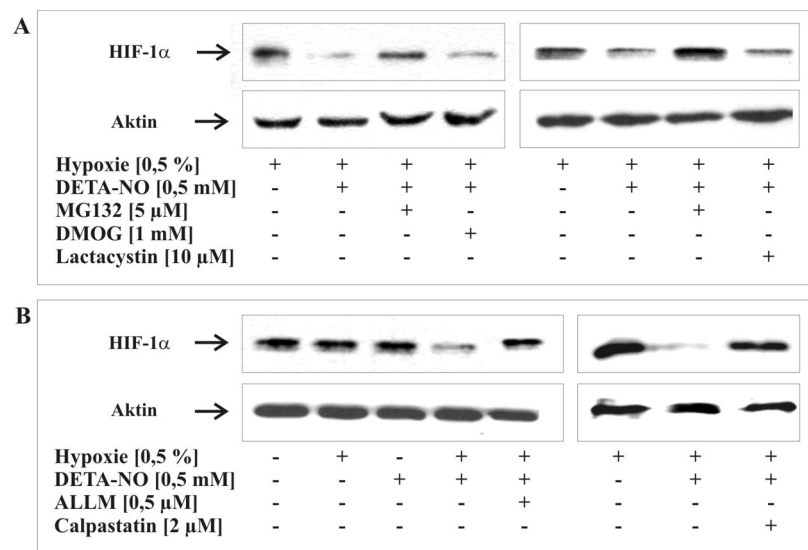 A
HIF-1α
Aktin
Hypoxie [0,5 %] + + + + + + + +
DETA-NO [0,5 mM] - + + + - + + +
MG132 [5 µM] - - + - - - + -
DMOG [1 mM] - - - + - - - -
Lactacystin [10 µM] - - - - - - - +
B
HIF-1α
Aktin
Hypoxie [0,5 %] - + - + + + + +
DETA-NO [0,5 mM] - - + + + - + +
ALLM [0,5 µM] - - - - + - - -
Calpastatin [2 µM] - - - - - - - +